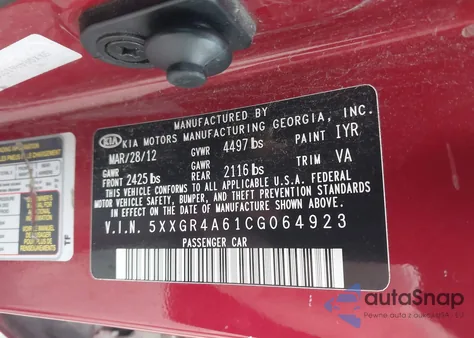 MANUFACTURED BY
KIA
KIA MOTORS MANUFACTURING GEORGIA, INC.
MAR/28/12 GVWR 4497 lbs PAINT IYR
GAWR FRONT 2425 lbs GAWR REAR 2116 lbs TRIM VA
THIS VEHICLE CONFORMS TO ALL APPLICABLE U.S.A. FEDERAL
MOTOR VEHICLE SAFETY, BUMPER, AND THEFT PREVENTION STANDARDS
IN EFFECT ON THE DATE OF MANUFACTURE SHOWN ABOVE.
V.I.N. 5XXGR4A61CG064923
PASSENGER CAR
TF
autoSnap